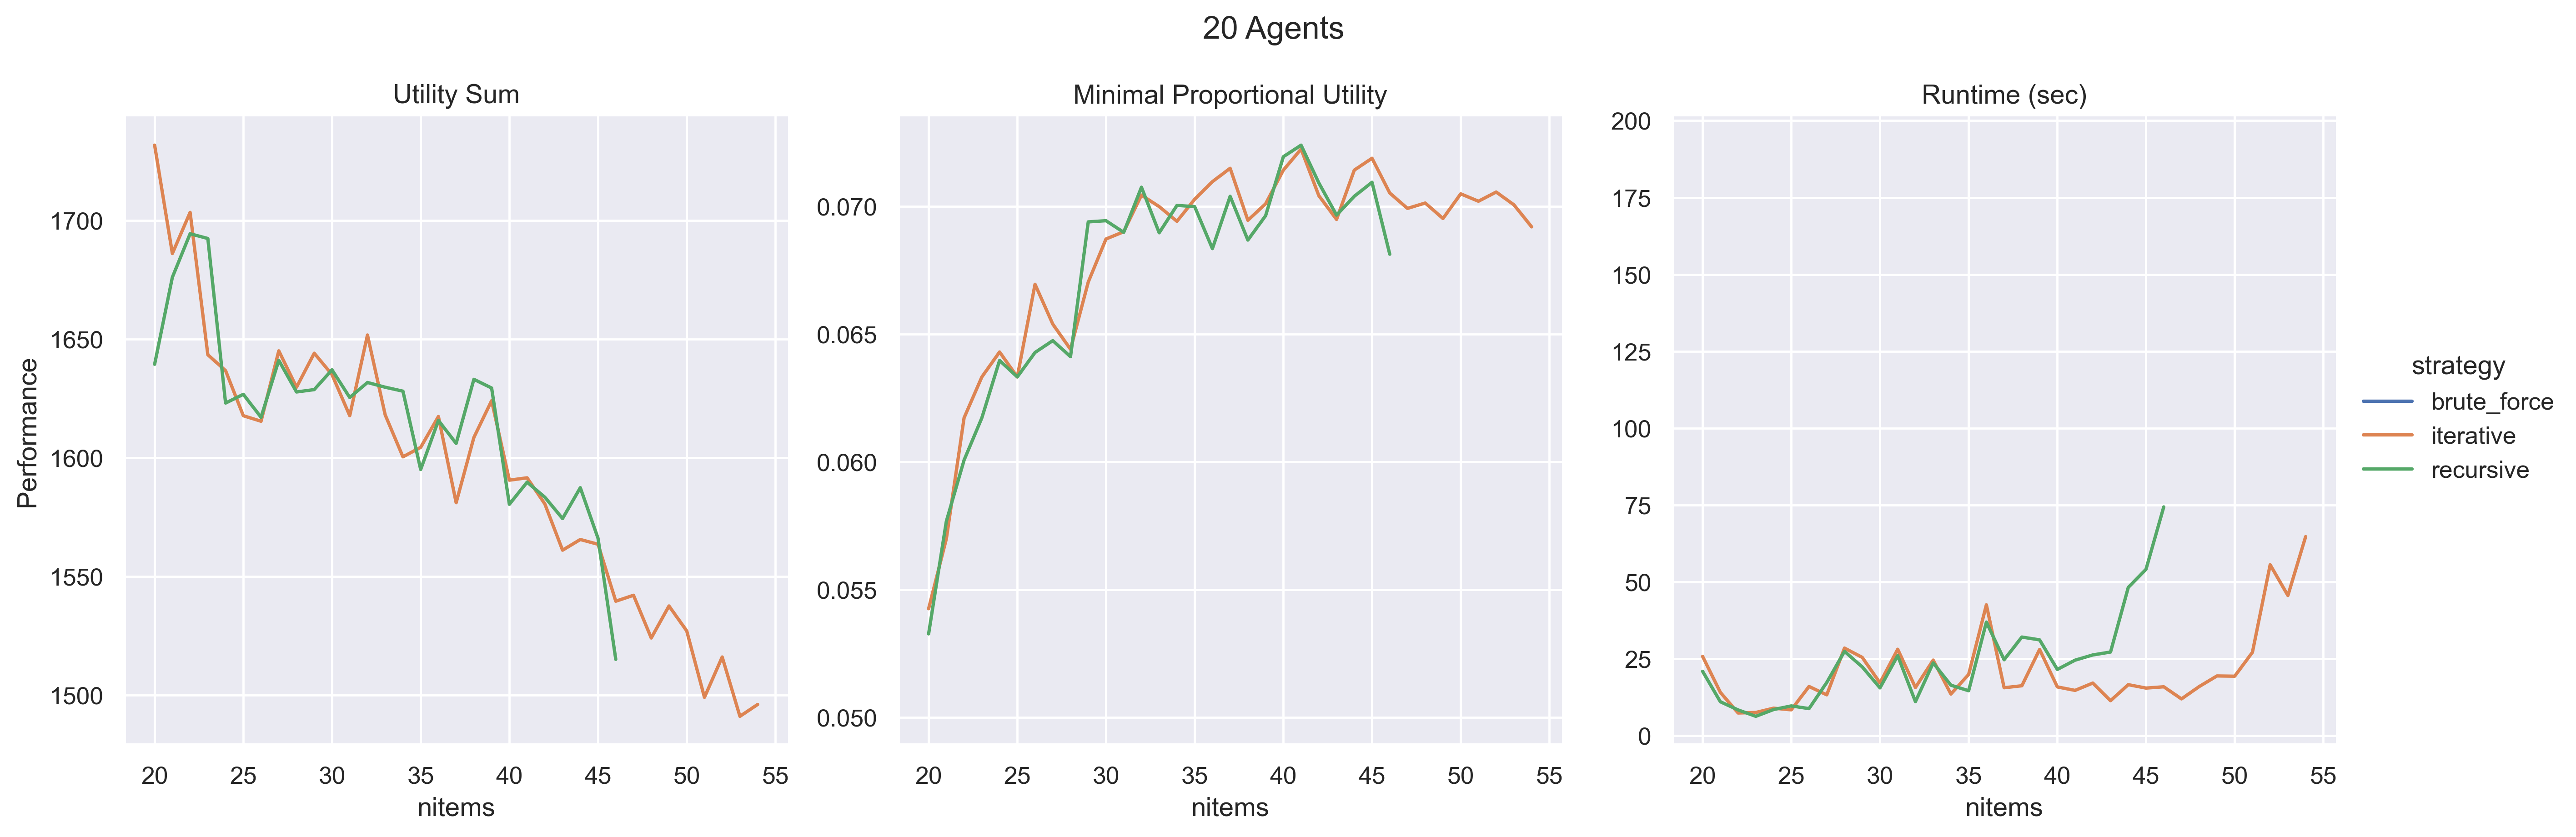 20 Agents
Utility Sum
Performance
1700
1650
1600
1550
1500
20 25 30 35 40 45 50 55
nitems
Minimal Proportional Utility
0.070
0.065
0.060
0.055
0.050
20 25 30 35 40 45 50 55
nitems
Runtime (sec)
200
175
150
125
100
75
50
25
0
20 25 30 35 40 45 50 55
nitems
strategy
brute_force
iterative
recursive